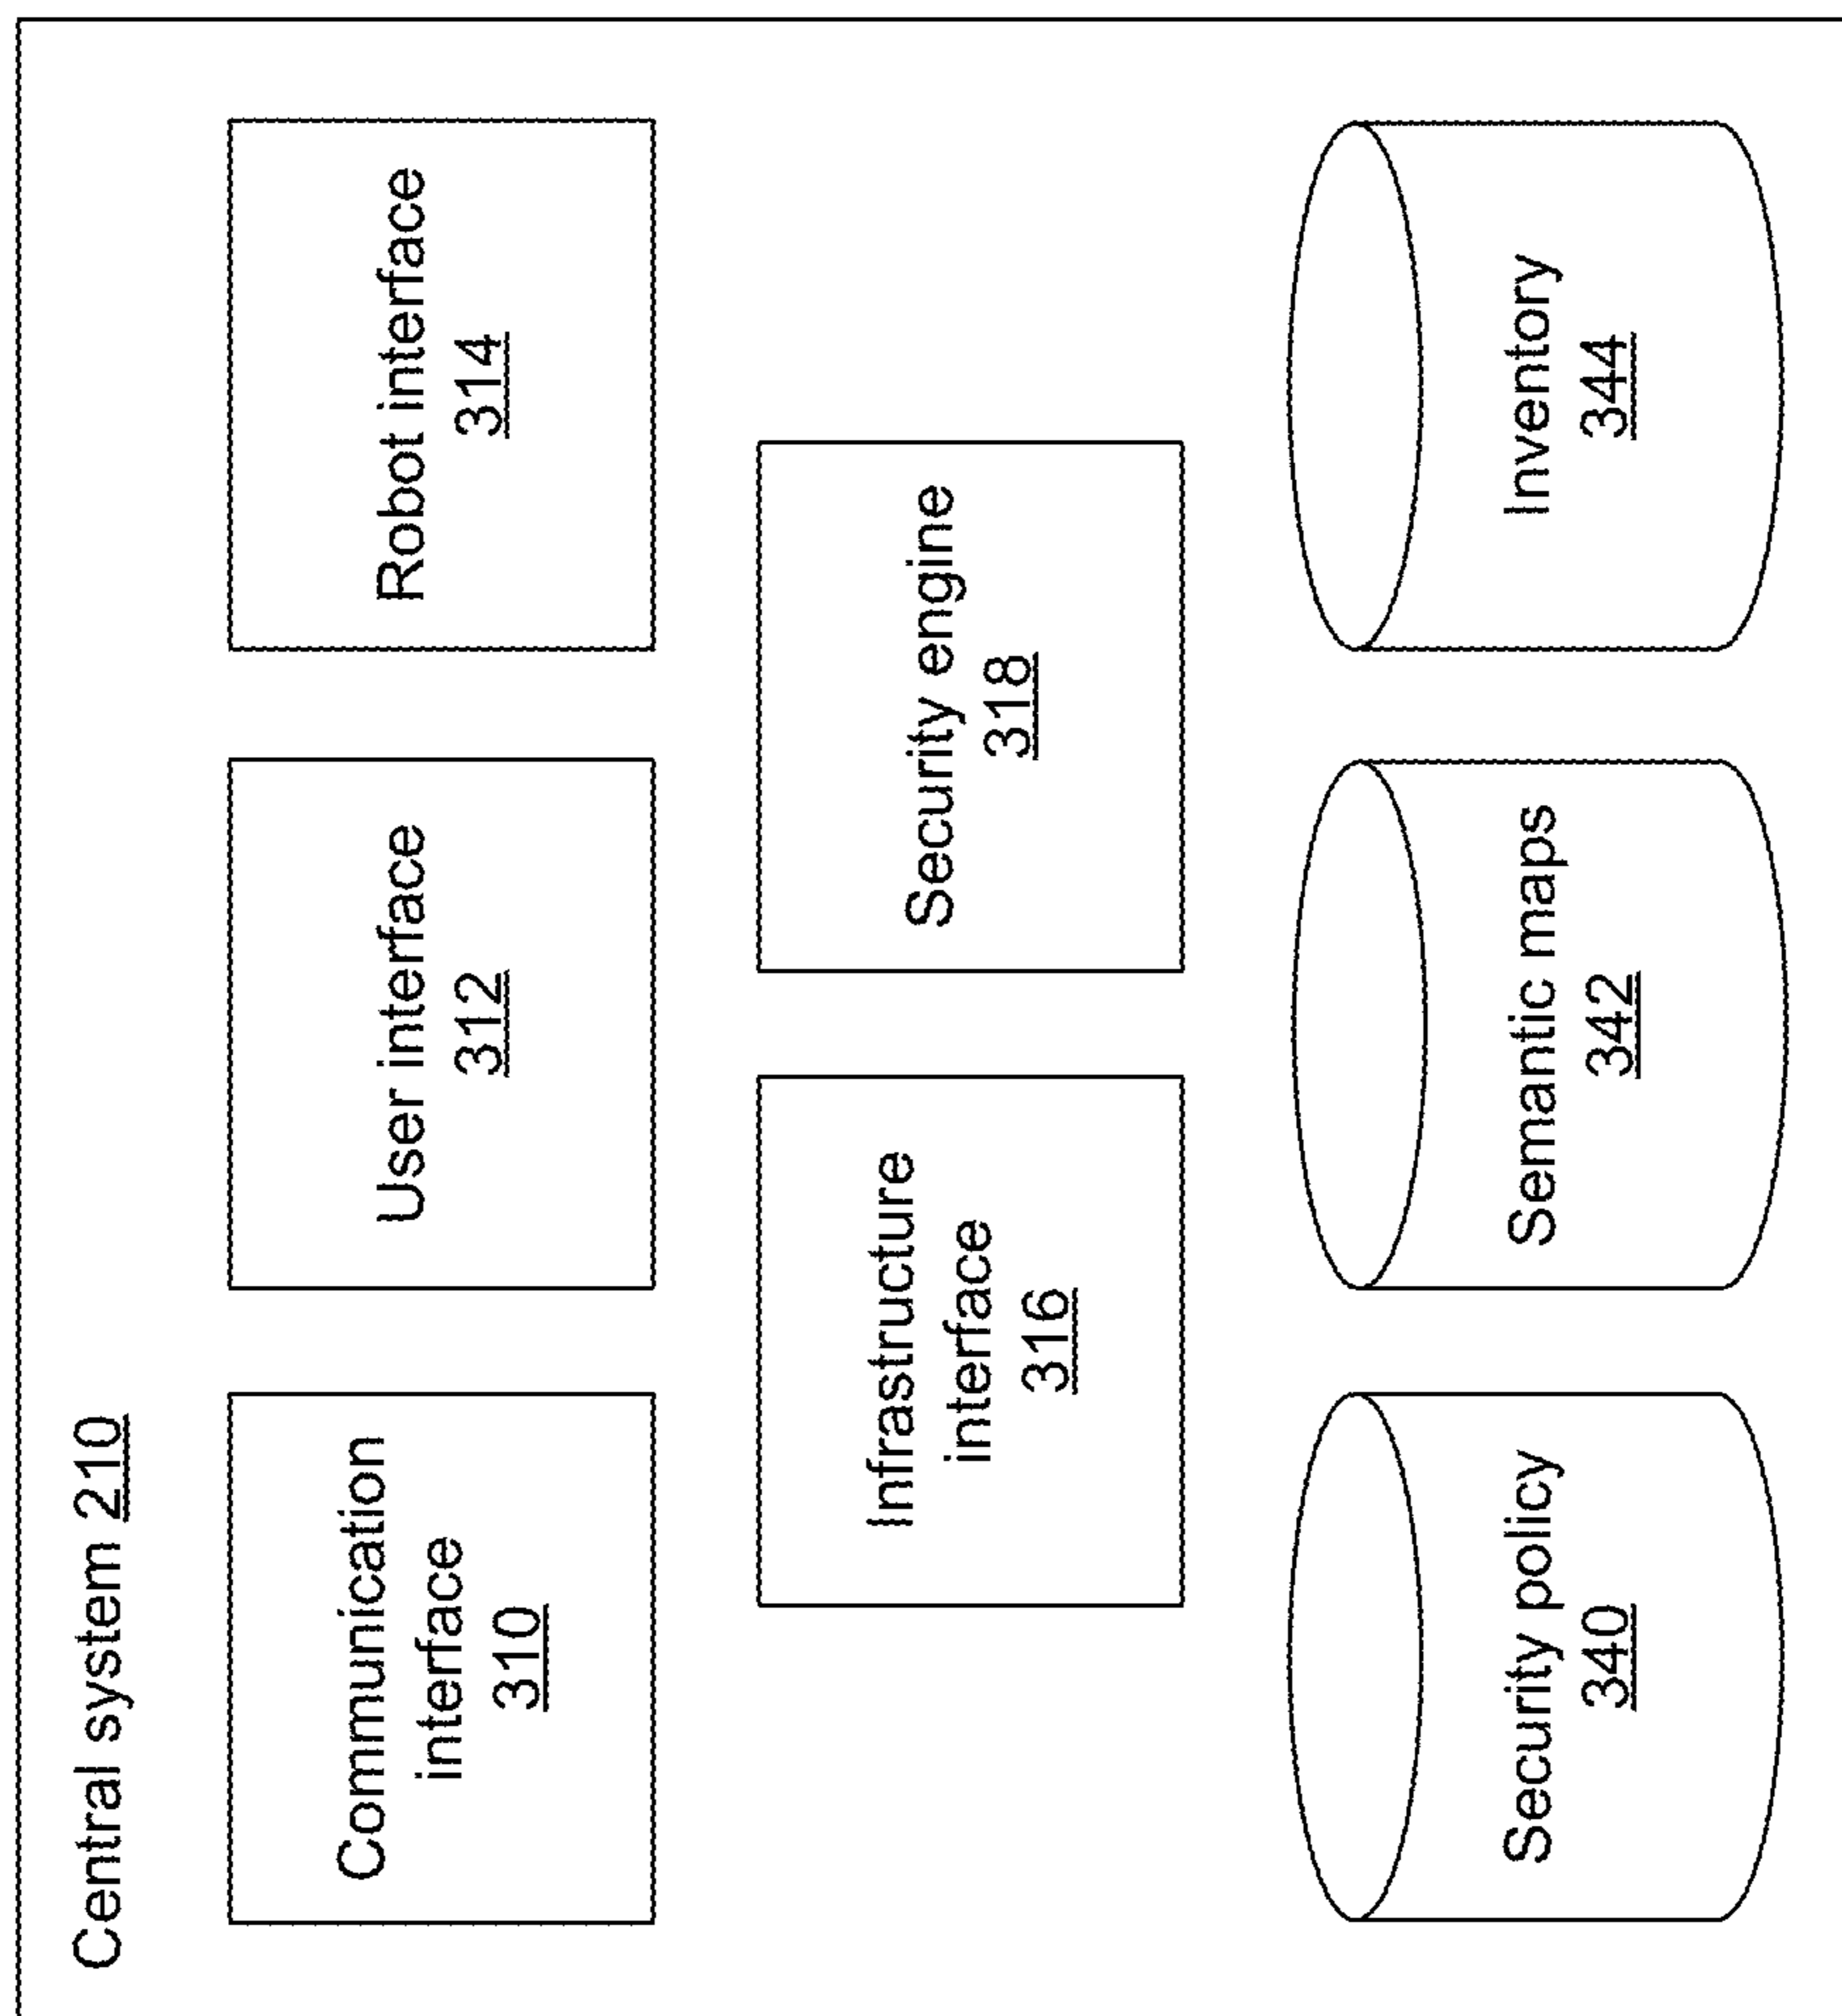 Central system 210
Communication
interface
310
User interface
312
Robot interface
314
Infrastructure
interface
316
Security engine
318
Security policy
340
Semantic maps
342
Inventory
344